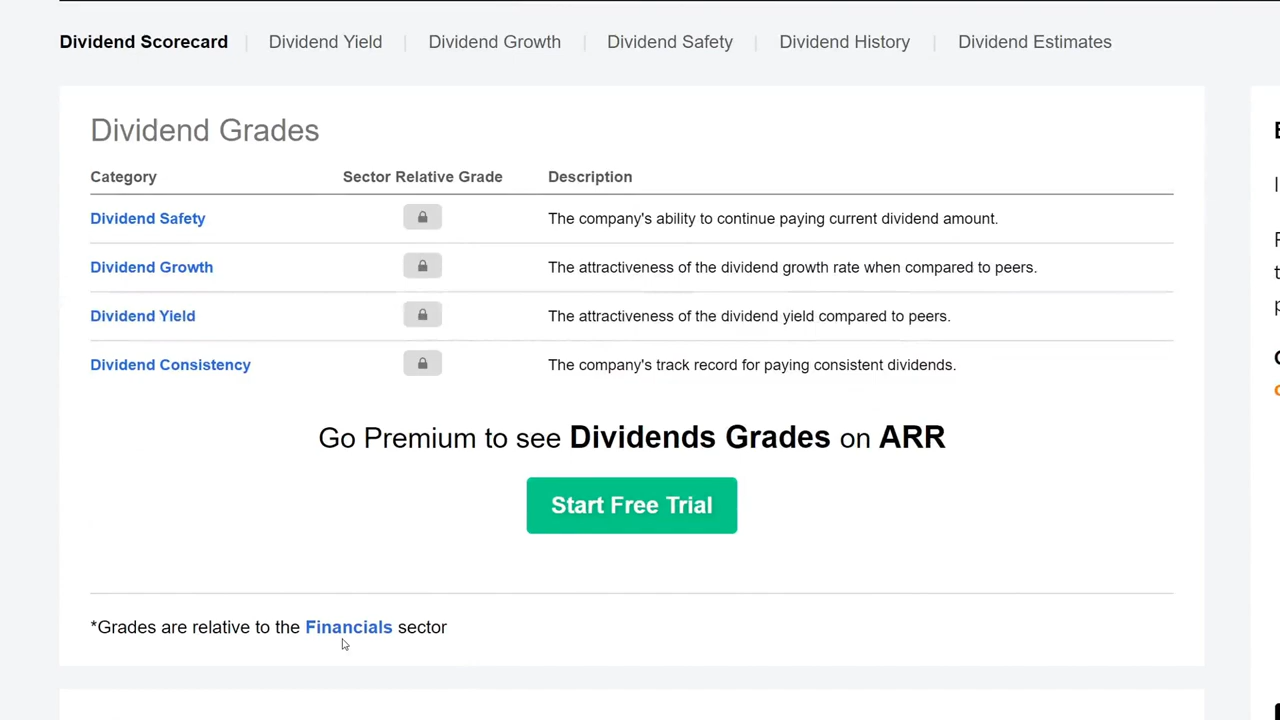 Dividend Scorecard | Dividend Yield | Dividend Growth | Dividend Safety | Dividend History | Dividend Estimates
Dividend Grades
Category Sector Relative Grade Description
Dividend Safety The company's ability to continue paying current dividend amount.
Dividend Growth The attractiveness of the dividend growth rate when compared to peers.
Dividend Yield The attractiveness of the dividend yield compared to peers.
Dividend Consistency The company's track record for paying consistent dividends.
Go Premium to see Dividends Grades on ARR
Start Free Trial
*Grades are relative to the Financials sector